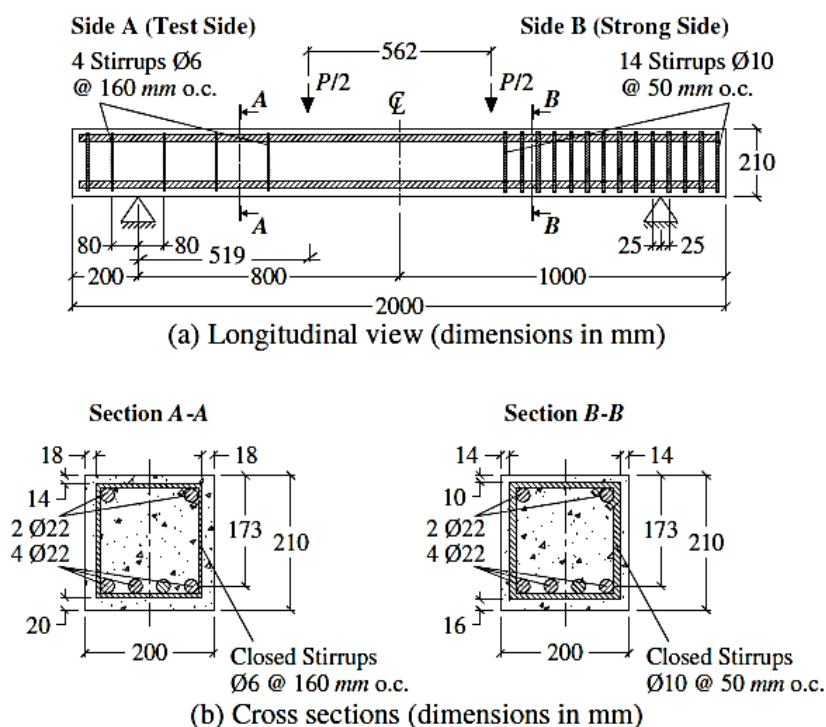 Side A (Test Side)
Side B (Strong Side)
4 Stirrups Ø6
@ 160 mm o.c.
562
14 Stirrups Ø10
@ 50 mm o.c.
P/2
P/2
A
℄
B
210
A
B
80
80
25
25
519
200
800
1000
2000
(a) Longitudinal view (dimensions in mm)
Section A-A
Section B-B
18
18
14
14
14
10
2 Ø22
4 Ø22
173
210
2 Ø22
4 Ø22
173
210
20
16
200
200
Closed Stirrups
Ø6 @ 160 mm o.c.
Closed Stirrups
Ø10 @ 50 mm o.c.
(b) Cross sections (dimensions in mm)